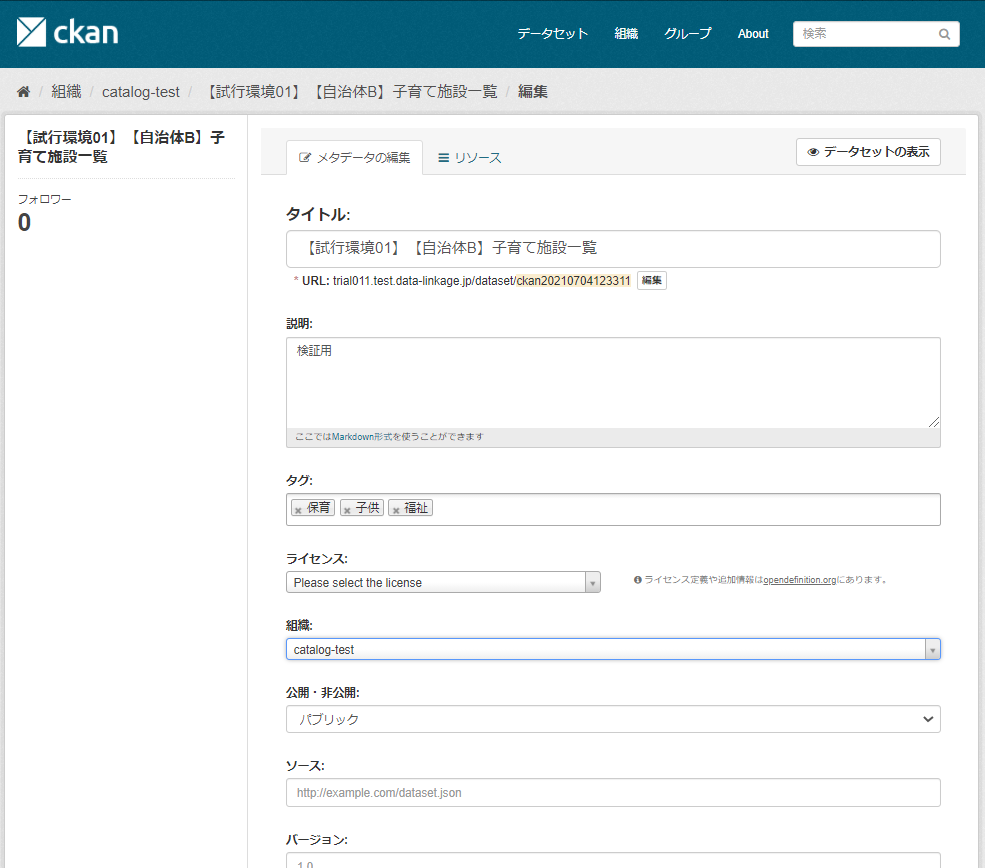 ckan
データセット 組織 グループ About 検索
組織 / catalog-test / 【試行環境01】【自治体B】子育て施設一覧 / 編集
【試行環境01】【自治体B】子
育て施設一覧
フォロワー
0
メタデータの編集 リソース データセットの表示
タイトル:
【試行環境01】【自治体B】子育て施設一覧
* URL: trial011.test.data-linkage.jp/dataset/ckan20210704123311 編集
説明:
検証用
ここではMarkdown形式を使うことができます
タグ:
× 保育 × 子供 × 福祉
ライセンス:
Please select the license
ライセンス定義や追加情報はopendefinition.orgにあります。
組織:
catalog-test
公開・非公開:
パブリック
ソース:
http://example.com/dataset.json
バージョン:
1.0